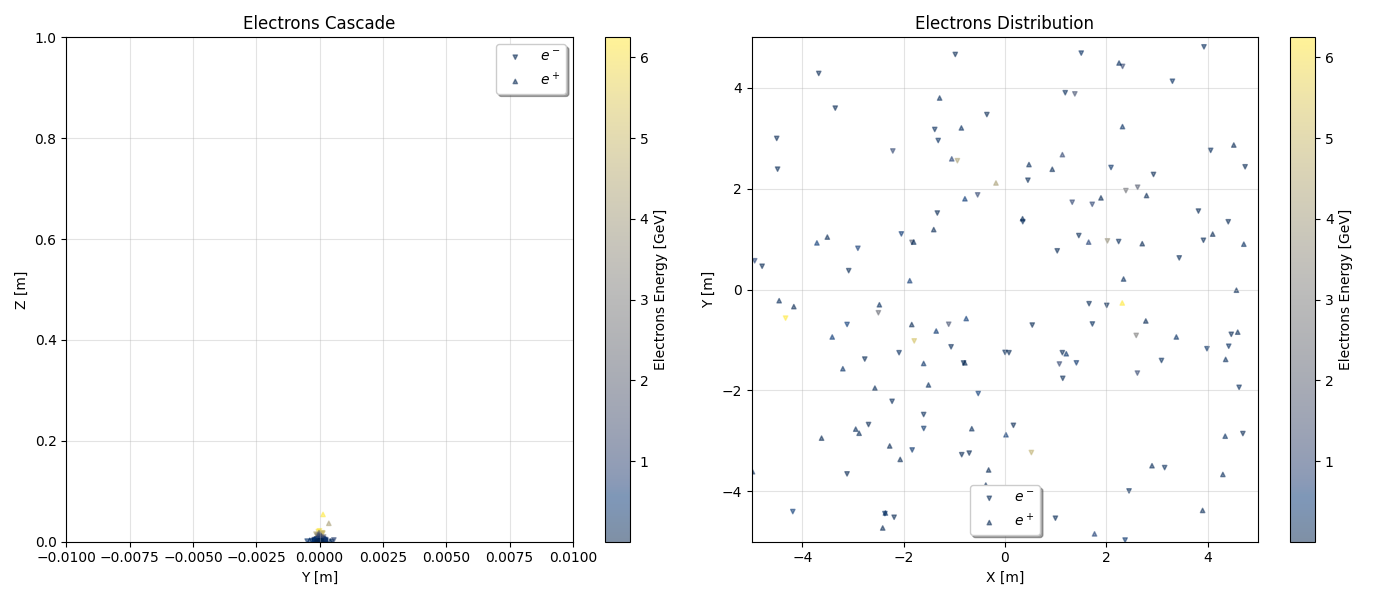 Electrons Cascade
1.0
0.8
0.6
0.4
0.2
0.0
Z [m]
−0.0100 −0.0075 −0.0050 −0.0025 0.0000 0.0025 0.0050 0.0075 0.0100
Y [m]
e⁻
e⁺
6
5
4
3
2
1
Electrons Energy [GeV]
Electrons Distribution
4
2
0
−2
−4
Y [m]
−4 −2 0 2 4
X [m]
e⁻
e⁺
6
5
4
3
2
1
Electrons Energy [GeV]